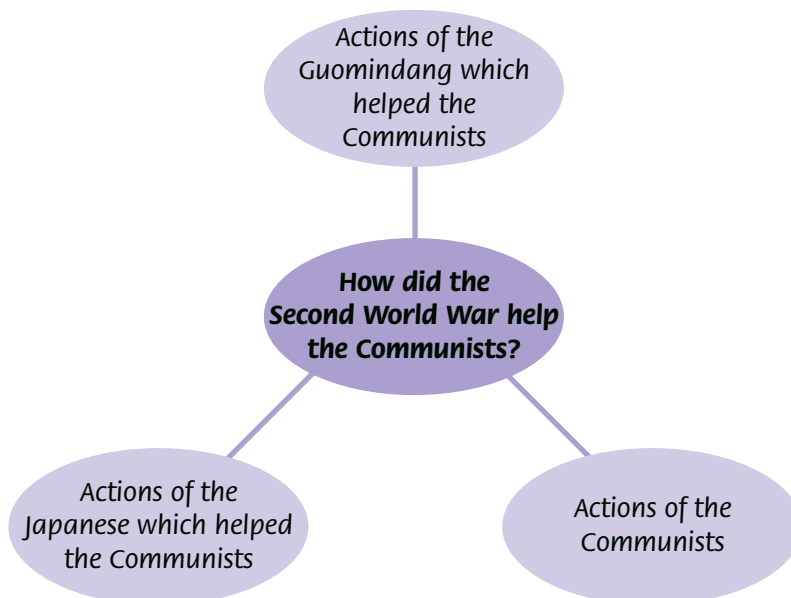 Actions of the
Guomindang which
helped the
Communists
How did the
Second World War help
the Communists?
Actions of the
Japanese which helped
the Communists
Actions of the
Communists